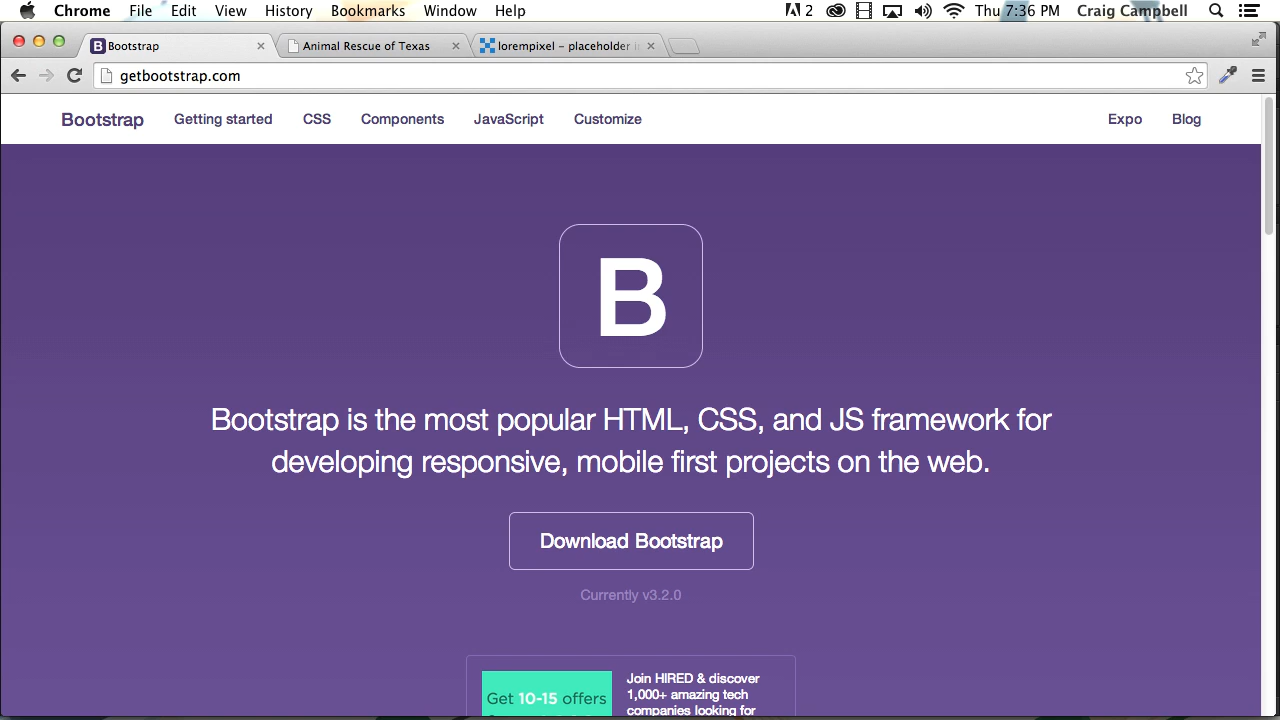 Chrome File Edit View History Bookmarks Window Help 2 Thu 7:36 PM Craig Campbell
B Bootstrap Animal Rescue of Texas lorempixel – placeholder
getbootstrap.com
Bootstrap Getting started CSS Components JavaScript Customize Expo Blog
B
Bootstrap is the most popular HTML, CSS, and JS framework for
developing responsive, mobile first projects on the web.
Download Bootstrap
Currently v3.2.0
Get 10-15 offers
Join HIRED & discover
1,000+ amazing tech
companies looking for